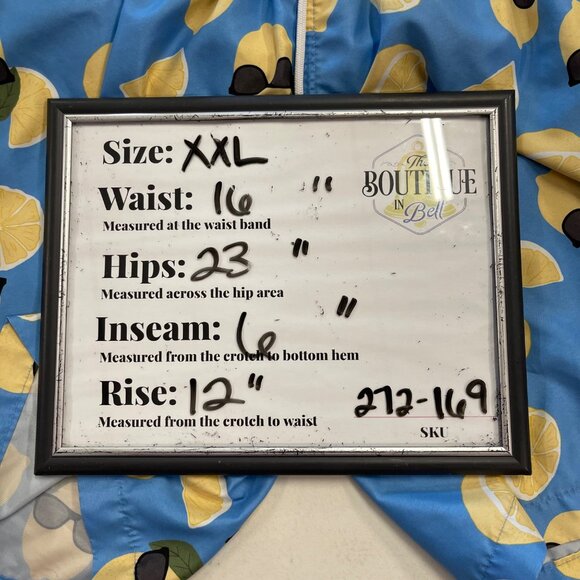 Size: XXL
The
BOUTIQUE
IN
Bell
Waist: 16 "
Measured at the waist band
Hips: 23 "
Measured across the hip area
Inseam: 6 "
Measured from the crotch to bottom hem
Rise: 12"
Measured from the crotch to waist
272-169
SKU